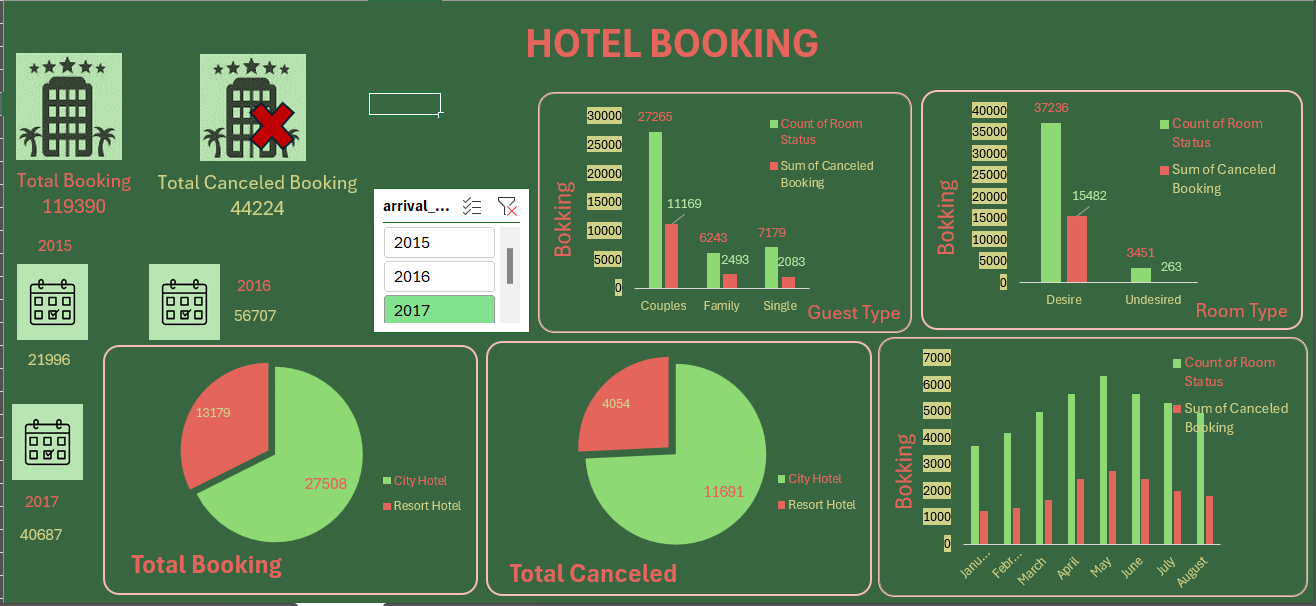 HOTEL BOOKING
Total Booking
119390
Total Canceled Booking
44224
2015
21996
2016
56707
2017
40687
arrival_...
2015
2016
2017
Bokking
30000
25000
20000
15000
10000
5000
0
27265
11169
6243
2493
7179
2083
Couples
Family
Single
Count of Room
Status
Sum of Canceled
Booking
Guest Type
Bokking
40000
35000
30000
25000
20000
15000
10000
5000
0
37236
15482
3451
263
Desire
Undesired
Count of Room
Status
Sum of Canceled
Booking
Room Type
13179
27508
City Hotel
Resort Hotel
Total Booking
4054
11691
City Hotel
Resort Hotel
Total Canceled
Bokking
7000
6000
5000
4000
3000
2000
1000
0
Janu...
Febr...
March
April
May
June
July
August
Count of Room
Status
Sum of Canceled
Booking